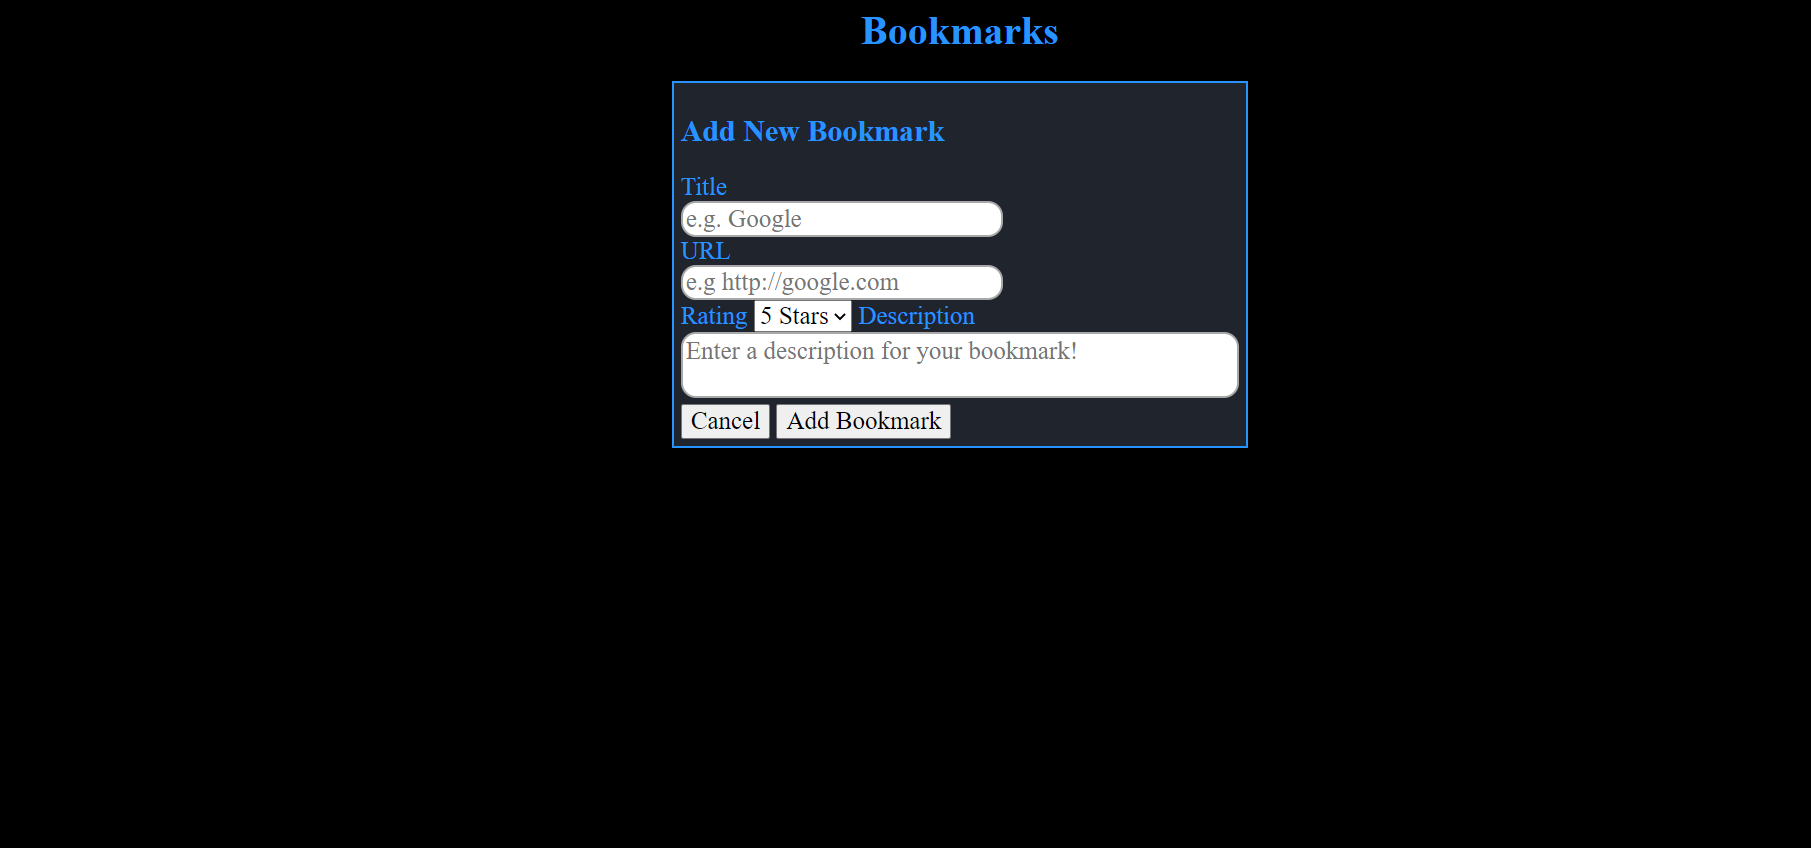 Bookmarks
Add New Bookmark
Title
e.g. Google
URL
e.g http://google.com
Rating 5 Stars Description
Enter a description for your bookmark!
Cancel Add Bookmark